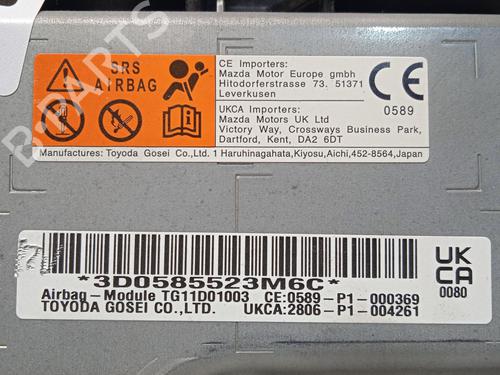 SRS
AIRBAG
CE Importers:
Mazda Motor Europe gmbh
Hitodorferstrasse 73. 51371
Leverkusen
CE
0589
UKCA Importers:
Mazda Motors UK Ltd
Victory Way, Crossways Business Park,
Dartford, Kent, DA2 6DT
Manufactures: Toyoda Gosei Co.,Ltd. 1 Haruhinagahata,Kiyosu,Aichi,452-8564,Japan
B-PARTS
*3D0585523M6C*
Airbag-Module TG11D01003 CE:0589-P1-000369
TOYODA GOSEI CO.,LTD. UKCA:2806-P1-004261
UK
CA
0080